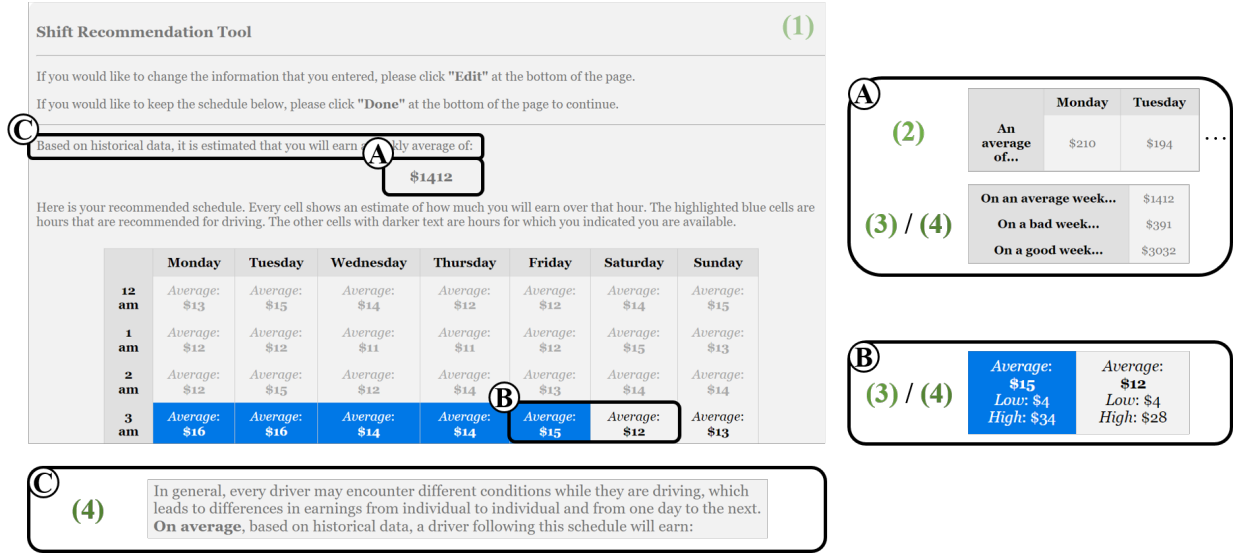 Shift Recommendation Tool
(1)
If you would like to change the information that you entered, please click "Edit" at the bottom of the page.
If you would like to keep the schedule below, please click "Done" at the bottom of the page to continue.
C
Based on historical data, it is estimated that you will earn a kly average of:
A
$1412
Here is your recommended schedule. Every cell shows an estimate of how much you will earn over that hour. The highlighted blue cells are
hours that are recommended for driving. The other cells with darker text are hours for which you indicated you are available.
Monday Tuesday Wednesday Thursday Friday Saturday Sunday
12 am Average: $13 Average: $15 Average: $14 Average: $12 Average: $12 Average: $14 Average: $15
1 am Average: $12 Average: $12 Average: $11 Average: $11 Average: $12 Average: $15 Average: $13
2 am Average: $12 Average: $15 Average: $12 Average: $14 Average: $13 Average: $14 Average: $14
B
3 am Average: $16 Average: $16 Average: $14 Average: $14 Average: $15 Average: $12 Average: $13
A
(2)
Monday Tuesday
An average of... $210 $194 ...
(3) / (4)
On an average week... $1412
On a bad week... $391
On a good week... $3032
B
(3) / (4)
Average: Average:
$15 $12
Low: $4 Low: $4
High: $34 High: $28
C
(4)
In general, every driver may encounter different conditions while they are driving, which
leads to differences in earnings from individual to individual and from one day to the next.
On average, based on historical data, a driver following this schedule will earn: